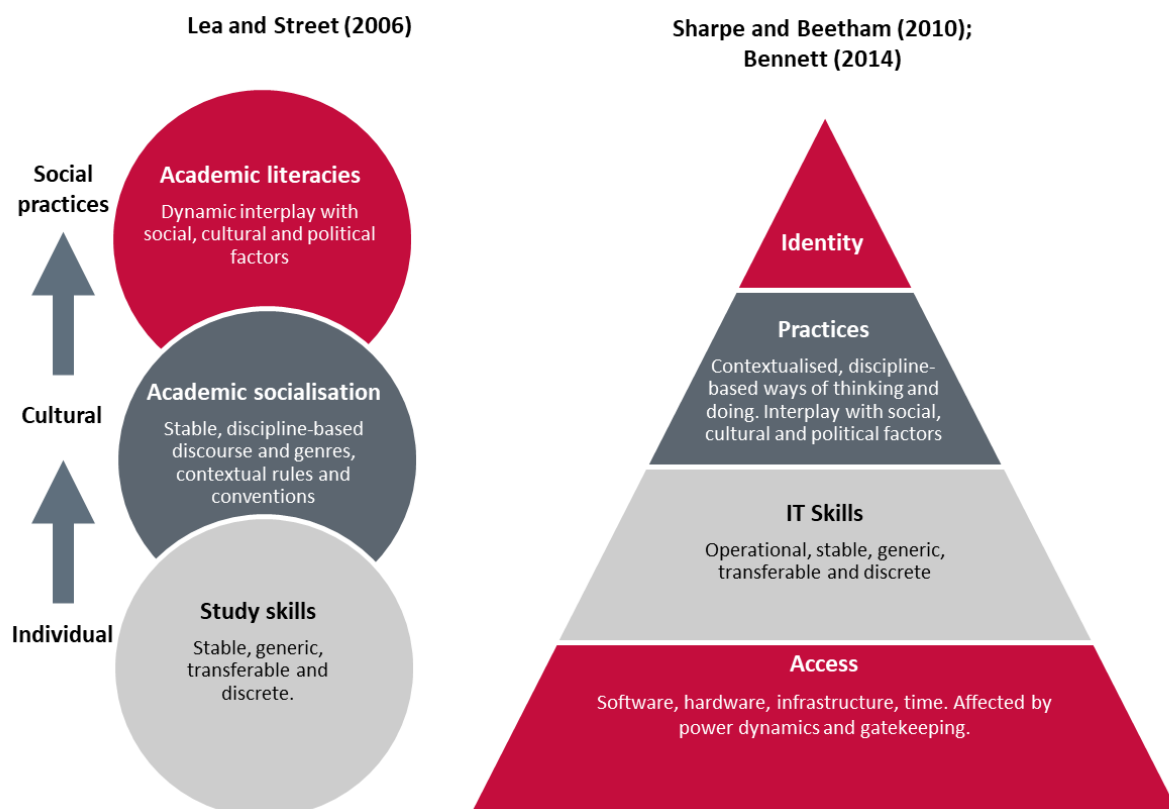 Lea and Street (2006)
Social
practices
Cultural
Individual
Academic literacies
Dynamic interplay with
social, cultural and political
factors
Academic socialisation
Stable, discipline-based
discourse and genres,
contextual rules and
conventions
Study skills
Stable, generic,
transferable and
discrete.
Sharpe and Beetham (2010);
Bennett (2014)
Identity
Practices
Contextualised, discipline-
based ways of thinking and
doing. Interplay with social,
cultural and political factors
IT Skills
Operational, stable, generic,
transferable and discrete
Access
Software, hardware, infrastructure, time. Affected by
power dynamics and gatekeeping.